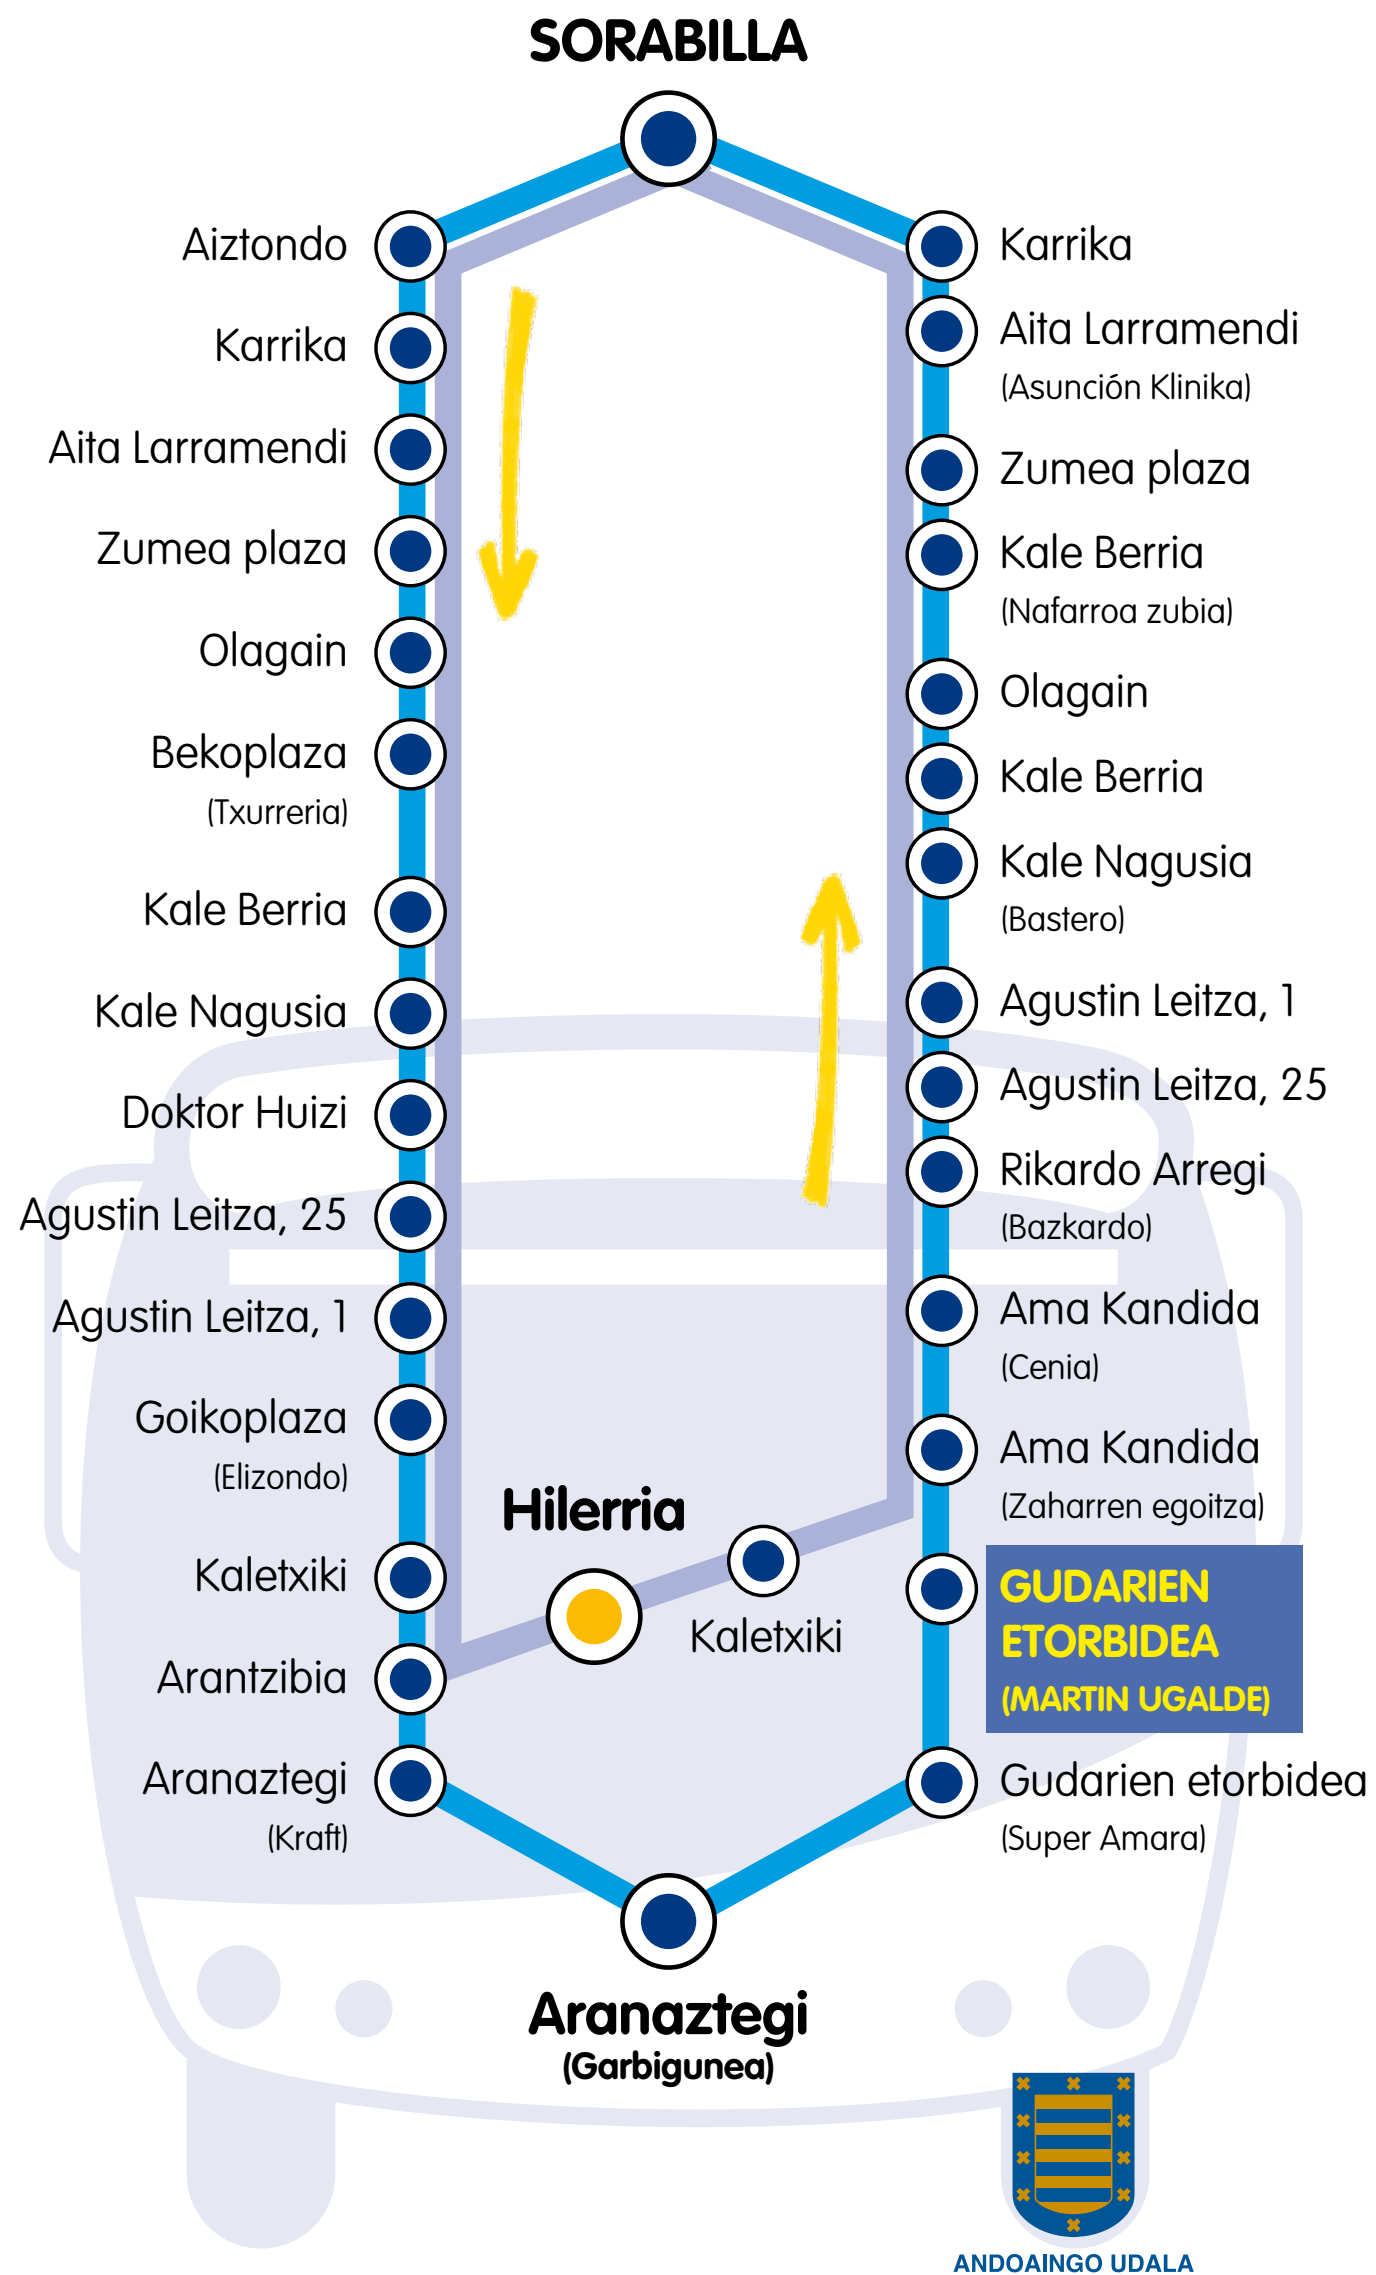 SORABILLA
Aiztondo
Karrika
Aita Larramendi
Zumea plaza
Olagain
Bekoplaza
(Txurreria)
Kale Berria
Kale Nagusia
Doktor Huizi
Agustin Leitza, 25
Agustin Leitza, 1
Goikoplaza
(Elizondo)
Kaletxiki
Arantzibia
Aranaztegi
(Kraft)
Hilerria
Kaletxiki
Karrika
Aita Larramendi
(Asunción Klinika)
Zumea plaza
Kale Berria
(Nafarroa zubia)
Olagain
Kale Berria
Kale Nagusia
(Bastero)
Agustin Leitza, 1
Agustin Leitza, 25
Rikardo Arregi
(Bazkardo)
Ama Kandida
(Cenia)
Ama Kandida
(Zaharren egoitza)
GUDARIEN
ETORBIDEA
(MARTIN UGALDE)
Gudarien etorbidea
(Super Amara)
Aranaztegi
(Garbigunea)
ANDOAINGO UDALA